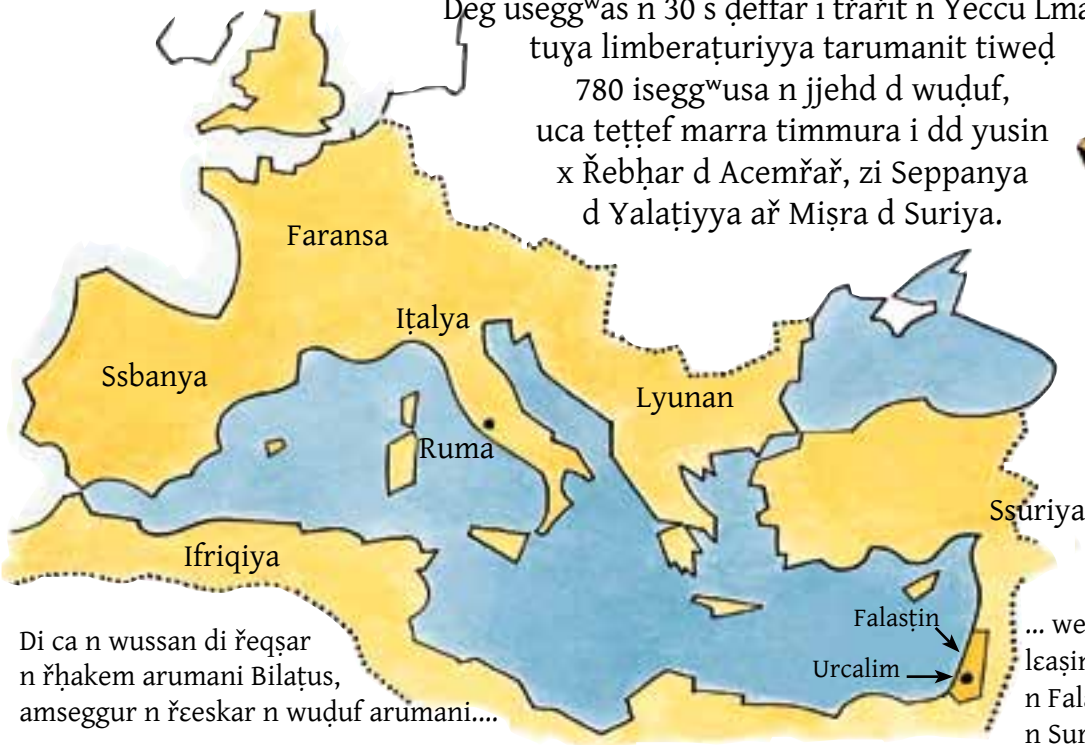 Deg useggʷas n 30 s ḍeffar i třařit n Yeccu
tuɣa limberaṭuriyya tarumanit tiweḍ
780 iseggʷusa n jjehd d wuḍuf,
uca teṭṭef marra timmura i dd yusin
x Řebḥar d Acemřař, zi Seppanya
d Ɣalaṭiyya ař Miṣra d Suriya.
Faransa
Iṭalya
Ssbanya
Lyunan
Ruma
Ssuriya
Ifriqiya
Falasṭin
Urcalim
Di ca n wussan di řeqṣar
n řḥakem arumani Bilaṭus,
amseggur n řɛeskar n wuḍuf arumani....
...
n
n